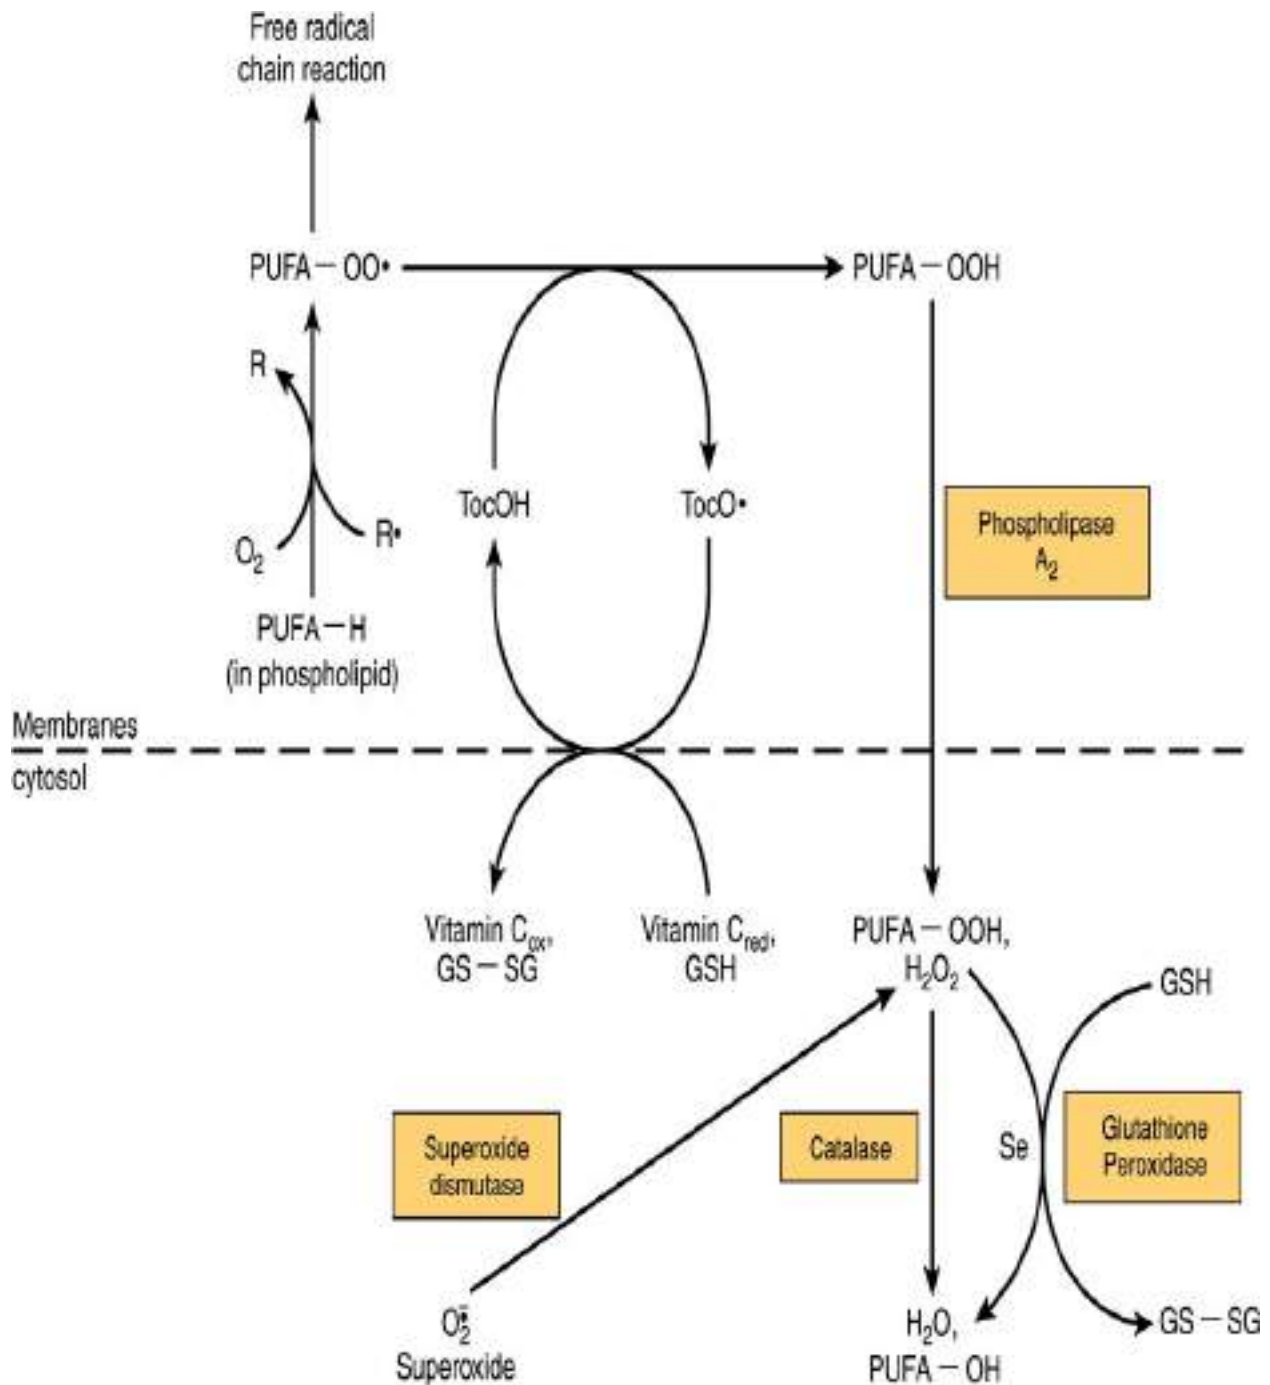 Free radical
chain reaction
PUFA — OO•
PUFA — OOH
R
O₂
R•
TocOH
TocO•
Phospholipase
A₂
PUFA — H
(in phospholipid)
Membranes
cytosol
Vitamin Cox,
GS — SG
Vitamin Cred,
GSH
PUFA — OOH,
H₂O₂
GSH
Superoxide
dismutase
Catalase
Se
Glutathione
Peroxidase
O₂•̄
Superoxide
H₂O,
PUFA — OH
GS — SG